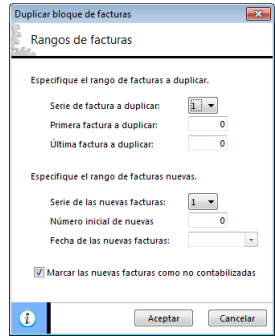 Duplicar bloque de facturas
Rangos de facturas
Especifique el rango de facturas a duplicar.
Serie de factura a duplicar: 1
Primera factura a duplicar: 0
Última factura a duplicar: 0
Especifique el rango de facturas nuevas.
Serie de las nuevas facturas: 1
Número inicial de nuevas 0
Fecha de las nuevas facturas:
Marcar las nuevas facturas como no contabilizadas
i Aceptar Cancelar